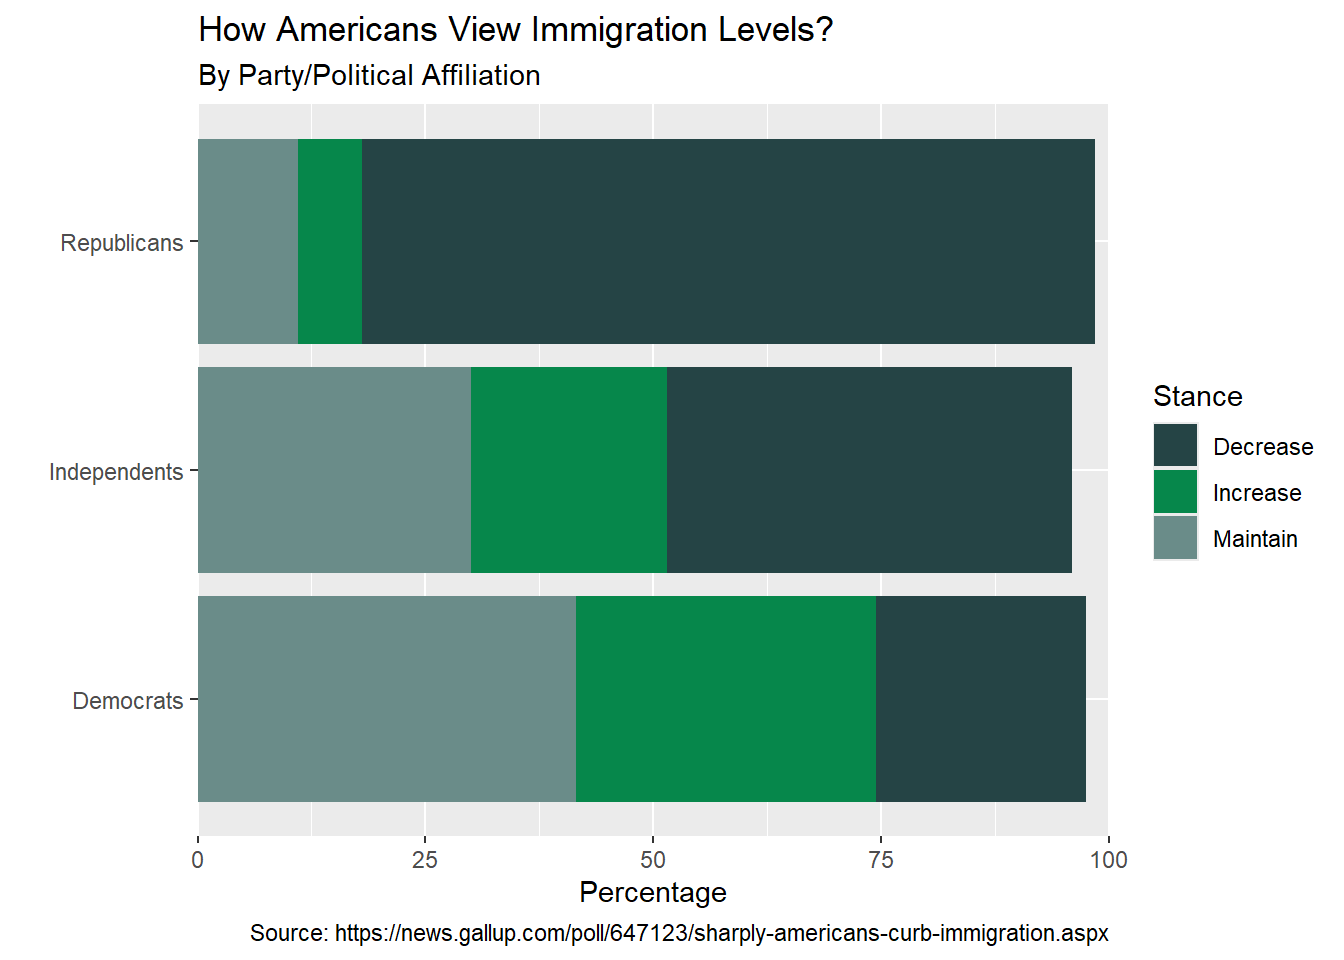 How Americans View Immigration Levels?
By Party/Political Affiliation
Republicans
Independents
Democrats
0 25 50 75 100
Percentage
Stance
Decrease
Increase
Maintain
Source: https://news.gallup.com/poll/647123/sharply-americans-curb-immigration.aspx